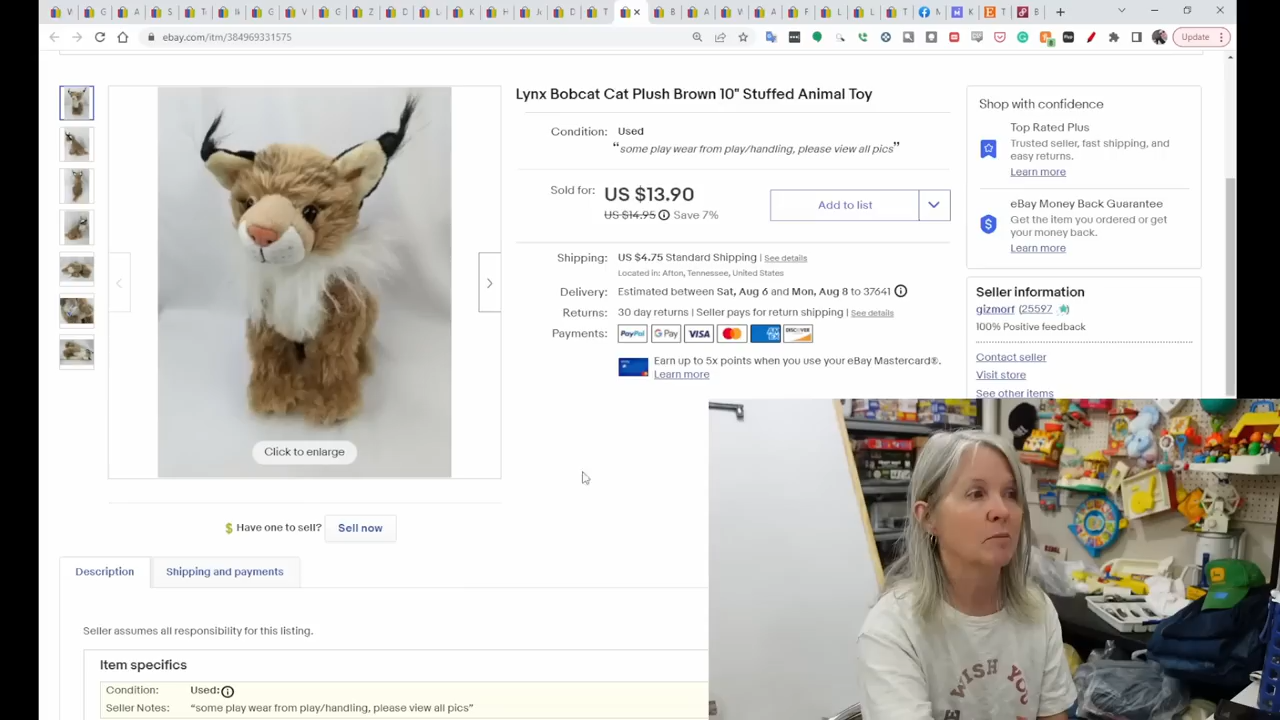 ebay.com/itm/384969331575
Update
Lynx Bobcat Cat Plush Brown 10" Stuffed Animal Toy
Condition: Used
"some play wear from play/handling, please view all pics"
Sold for: US $13.90
US $14.95 Save 7%
Add to list
Shipping: US $4.75 Standard Shipping | See details
Located in: Afton, Tennessee, United States
Delivery: Estimated between Sat, Aug 6 and Mon, Aug 8 to 37641
Returns: 30 day returns | Seller pays for return shipping | See details
Payments: PayPal G Pay VISA DISCOVER
Earn up to 5x points when you use your eBay Mastercard®.
Learn more
Shop with confidence
Top Rated Plus
Trusted seller, fast shipping, and
easy returns.
Learn more
eBay Money Back Guarantee
Get the item you ordered or get
your money back.
Learn more
Seller information
gizmorf (25597
100% Positive feedback
Contact seller
Visit store
See other items
Click to enlarge
Have one to sell? Sell now
Description
Shipping and payments
Seller assumes all responsibility for this listing.
Item specifics
Condition: Used:
Seller Notes: "some play wear from play/handling, please view all pics"
WISH YOU